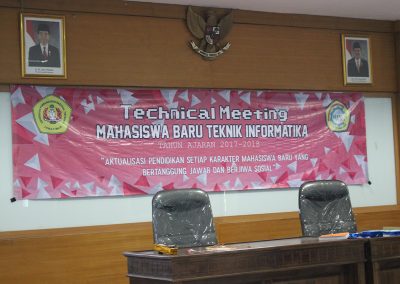 Technical Meeting
MAHASISWA BARU TEKNIK INFORMATIKA
TAHUN AJARAN 2017-2018
"AKTUALISASI PENDIDIKAN SETIAP KARAKTER MAHASISWA BARU YANG
BERTANGGUNG JAWAB DAN BERJIWA SOSIAL"